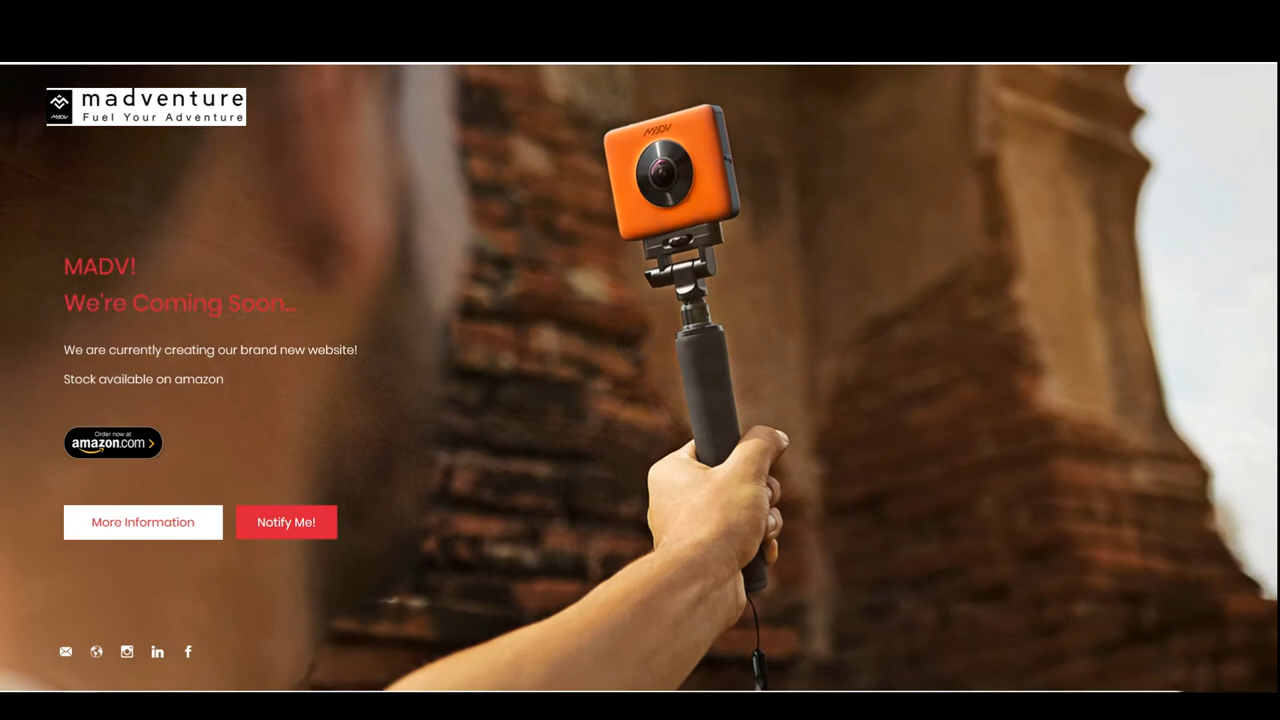 madventure
MADV
Fuel Your Adventure
MADV
MADV!
We're Coming Soon...
We are currently creating our brand new website!
Stock available on amazon
Order now at
amazon.com
More Information
Notify Me!